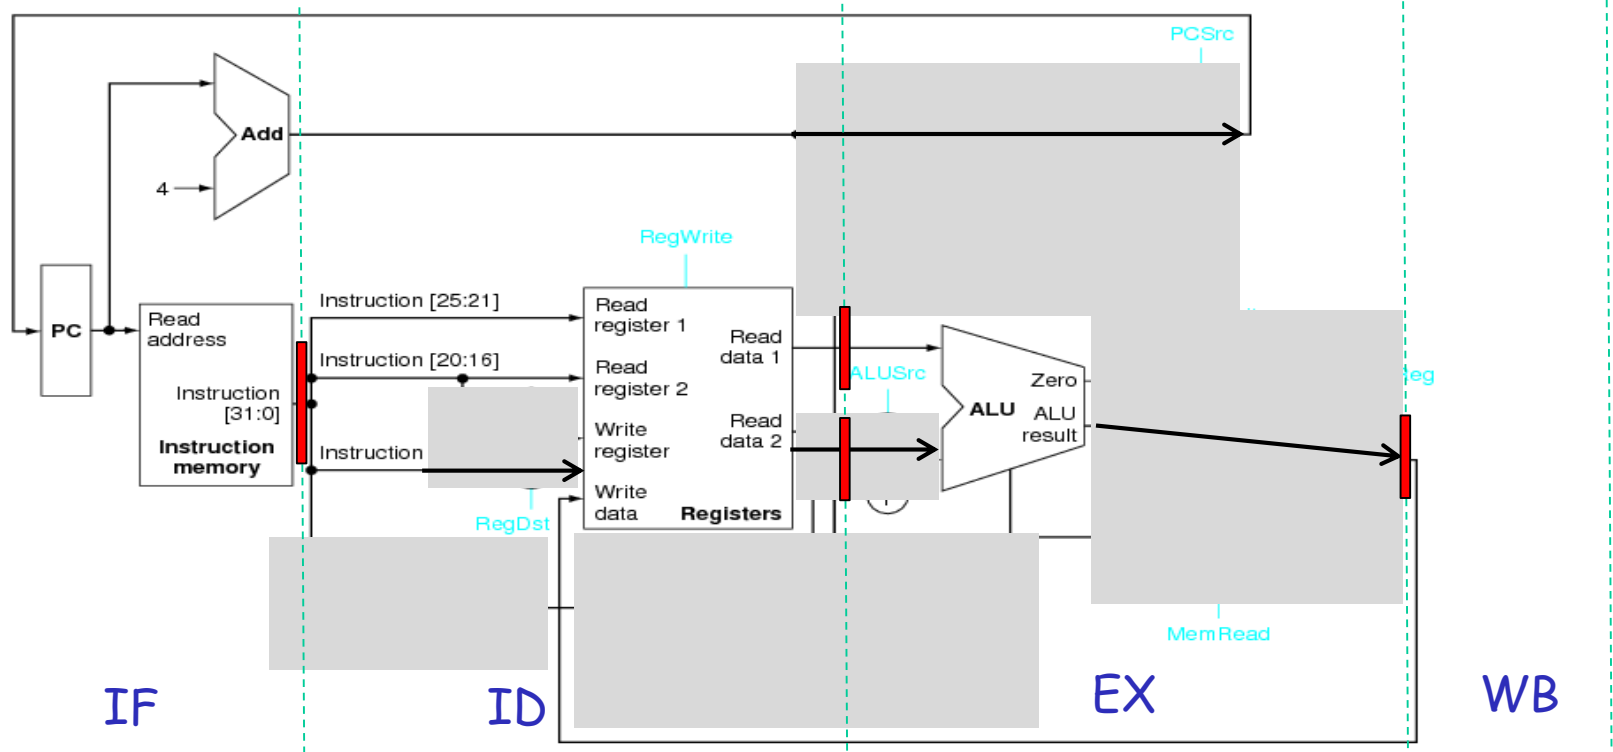 PCSrc
Add
4
RegWrite
Instruction [25:21]
Read
register 1
Read
address
PC
Read
data 1
Instruction [20:16]
Read
register 2
ALUSrc
Zero
Instruction
[31:0]
ALU
ALU
result
Write
register
Read
data 2
Instruction
memory
Instruction
Write
data
Registers
RegDst
MemRead
IF
ID
EX
WB